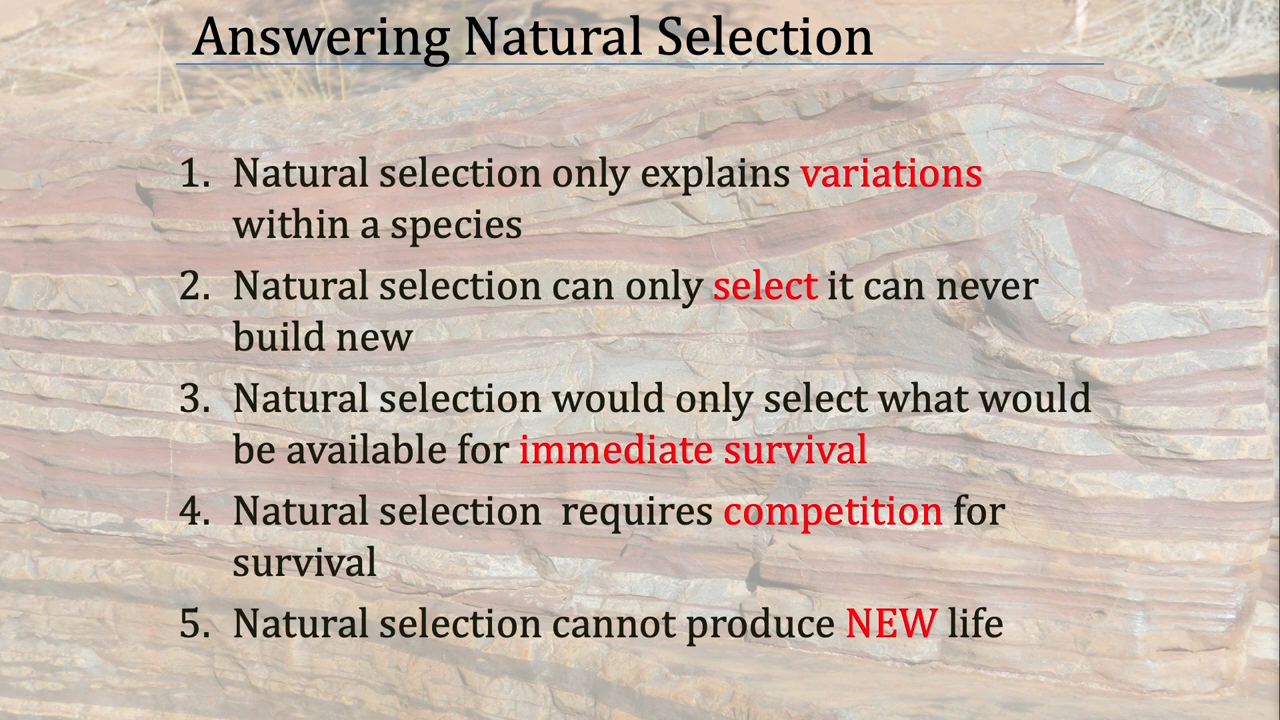 Answering Natural Selection
1. Natural selection only explains variations
within a species
2. Natural selection can only select it can never
build new
3. Natural selection would only select what would
be available for immediate survival
4. Natural selection  requires competition for
survival
5. Natural selection cannot produce NEW life